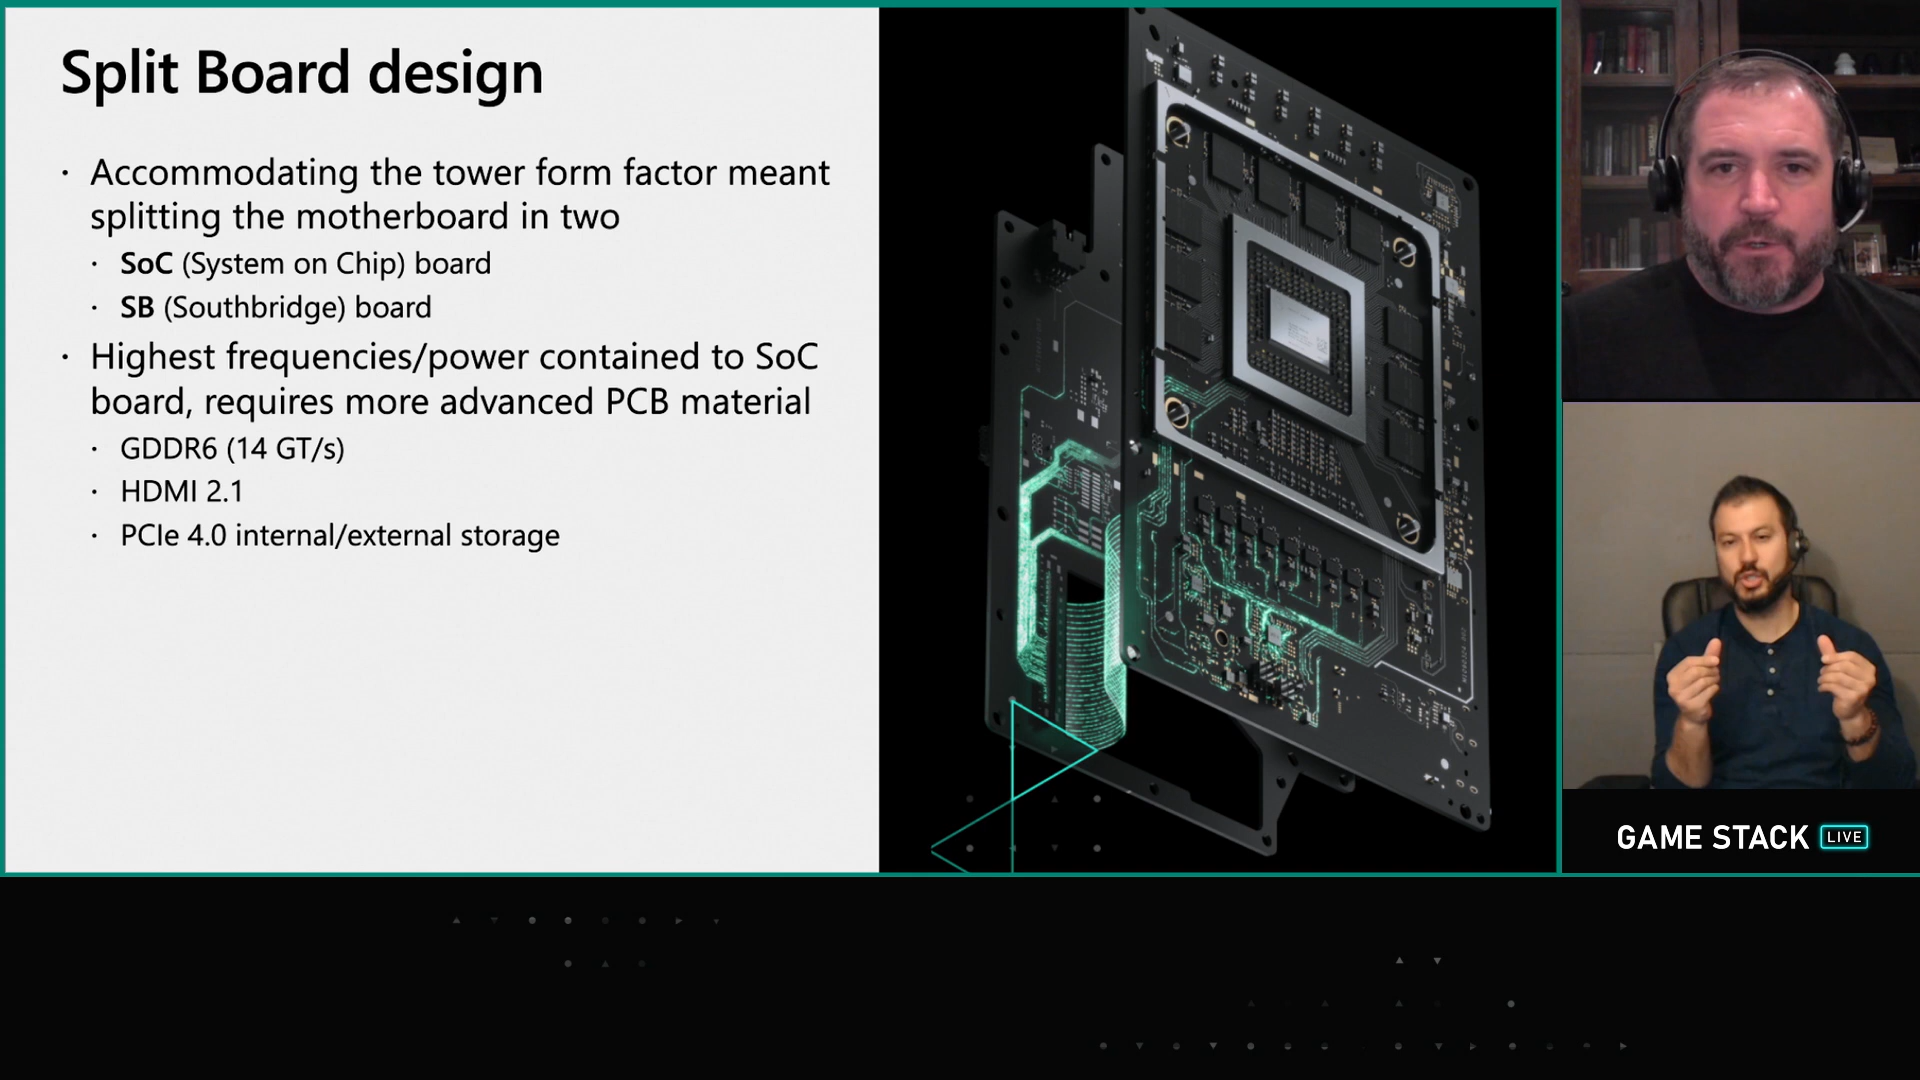 Split Board design
· Accommodating the tower form factor meant
splitting the motherboard in two
· SoC (System on Chip) board
· SB (Southbridge) board
· Highest frequencies/power contained to SoC
board, requires more advanced PCB material
· GDDR6 (14 GT/s)
· HDMI 2.1
· PCIe 4.0 internal/external storage
GAME STACK LIVE